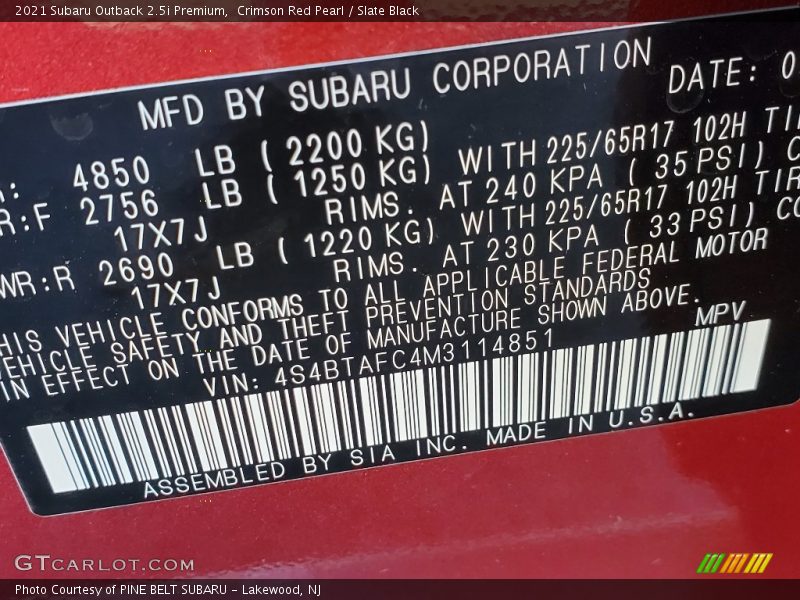 2021 Subaru Outback 2.5i Premium,  Crimson Red Pearl / Slate Black
MFD BY SUBARU CORPORATION DATE: 0
4850 LB ( 2200 KG)
R:F 2756 LB ( 1250 KG) WITH 225/65R17 102H
17X7J RIMS. AT 240 KPA ( 35 PSI)
WR:R 2690 LB ( 1220 KG) WITH 225/65R17 102H
17X7J RIMS. AT 230 KPA ( 33 PSI)
HIS VEHICLE CONFORMS TO ALL APPLICABLE FEDERAL MOTOR
VEHICLE SAFETY AND THEFT PREVENTION STANDARDS
IN EFFECT ON THE DATE OF MANUFACTURE SHOWN ABOVE.
VIN: 4S4BTAFC4M3114851 MPV
ASSEMBLED BY SIA INC. MADE IN U.S.A.
GTCARLOT.COM
Photo Courtesy of PINE BELT SUBARU - Lakewood, NJ